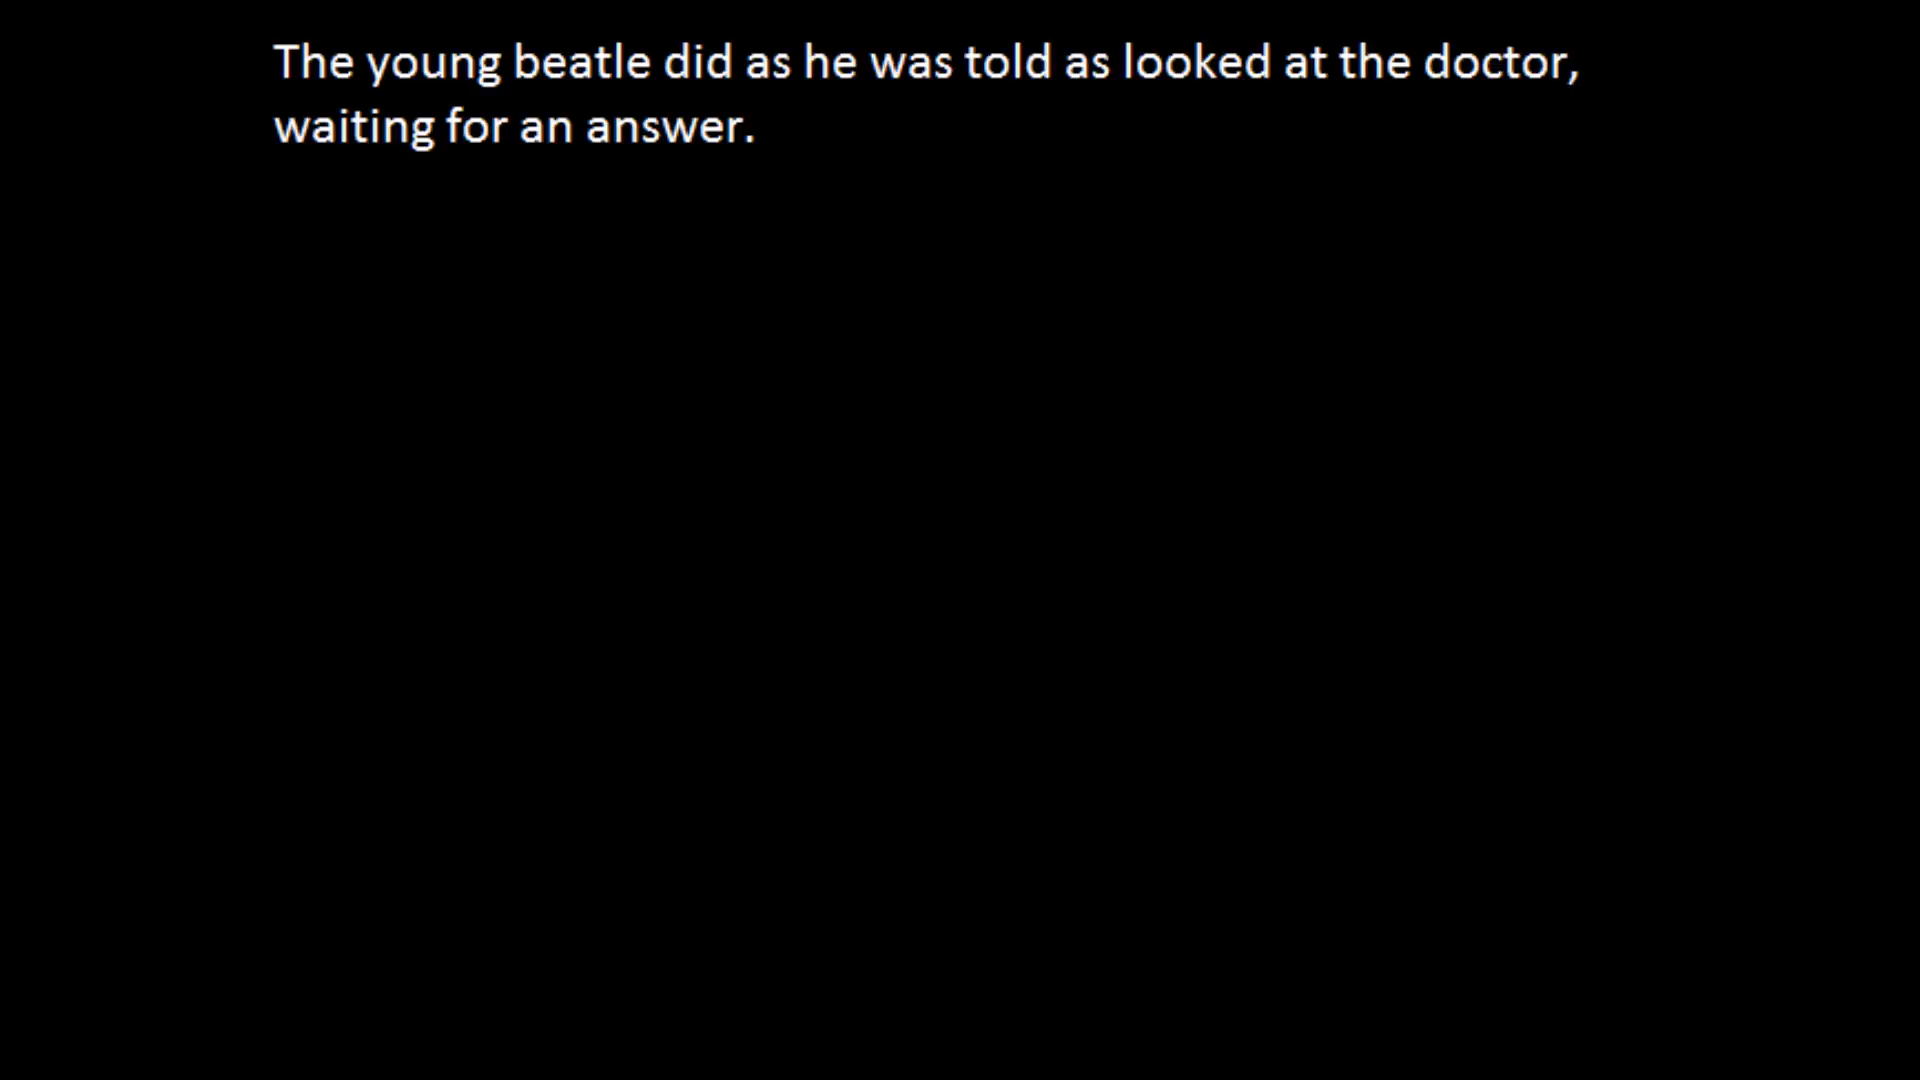 The young beatle did as he was told as looked at the doctor,
waiting for an answer.